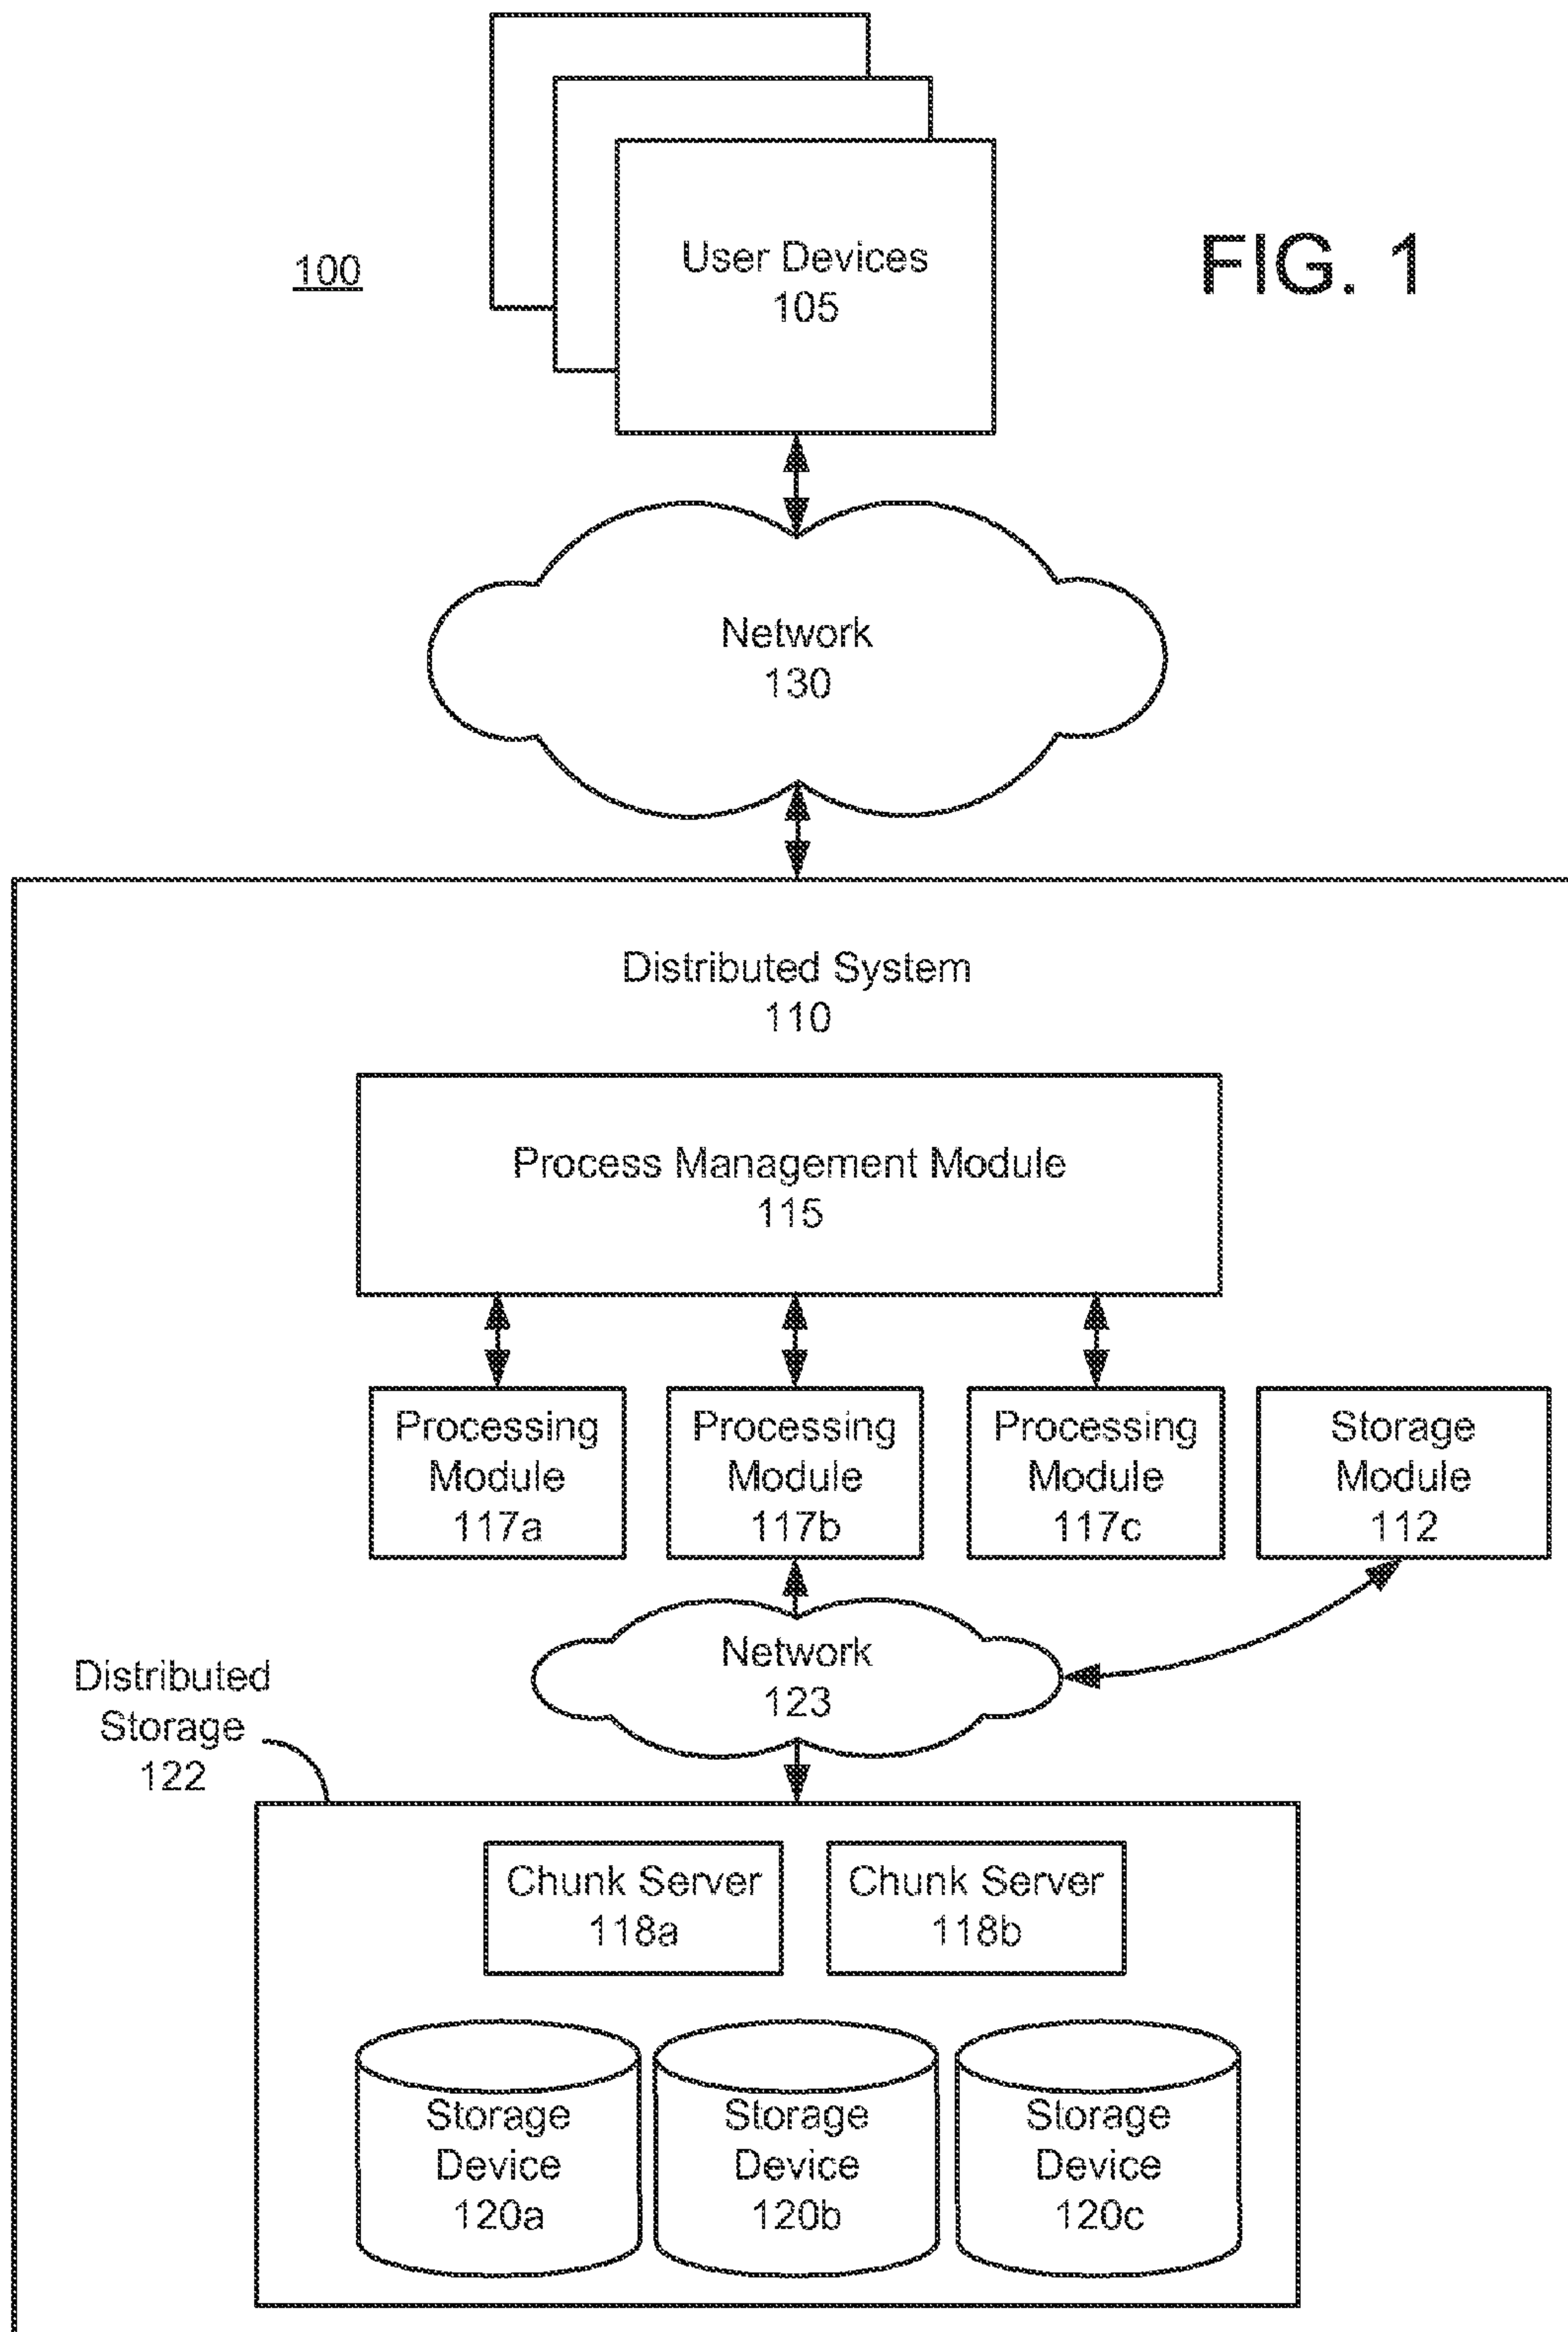 100
User Devices
105
FIG. 1
Network
130
Distributed System
110
Process Management Module
115
Processing
Module
117a
Processing
Module
117b
Processing
Module
117c
Storage
Module
112
Network
123
Distributed
Storage
122
Chunk Server
118a
Chunk Server
118b
Storage
Device
120a
Storage
Device
120b
Storage
Device
120c